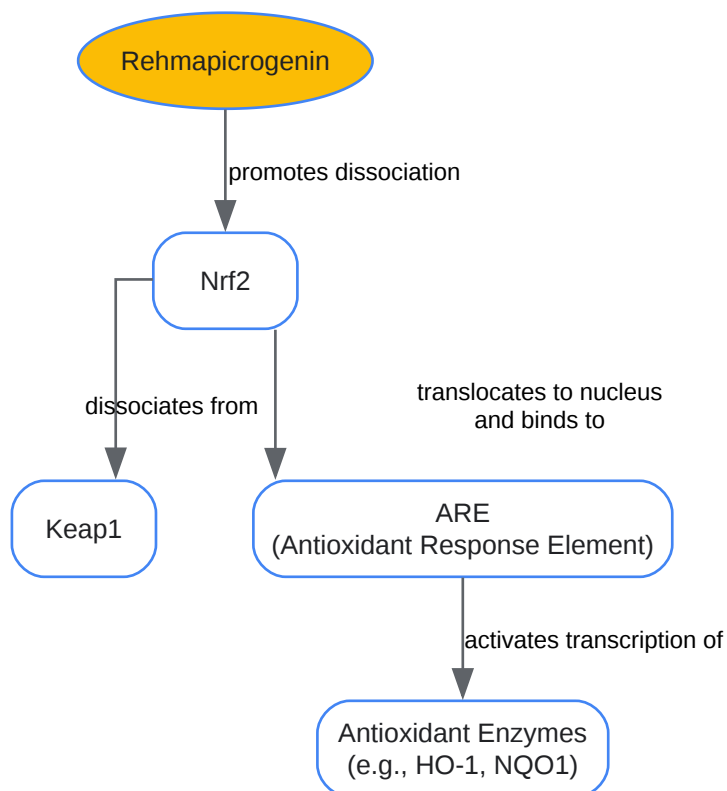 Rehmapicrogenin
promotes dissociation
Nrf2
dissociates from
translocates to nucleus
and binds to
Keap1
ARE
(Antioxidant Response Element)
activates transcription of
Antioxidant Enzymes
(e.g., HO-1, NQO1)